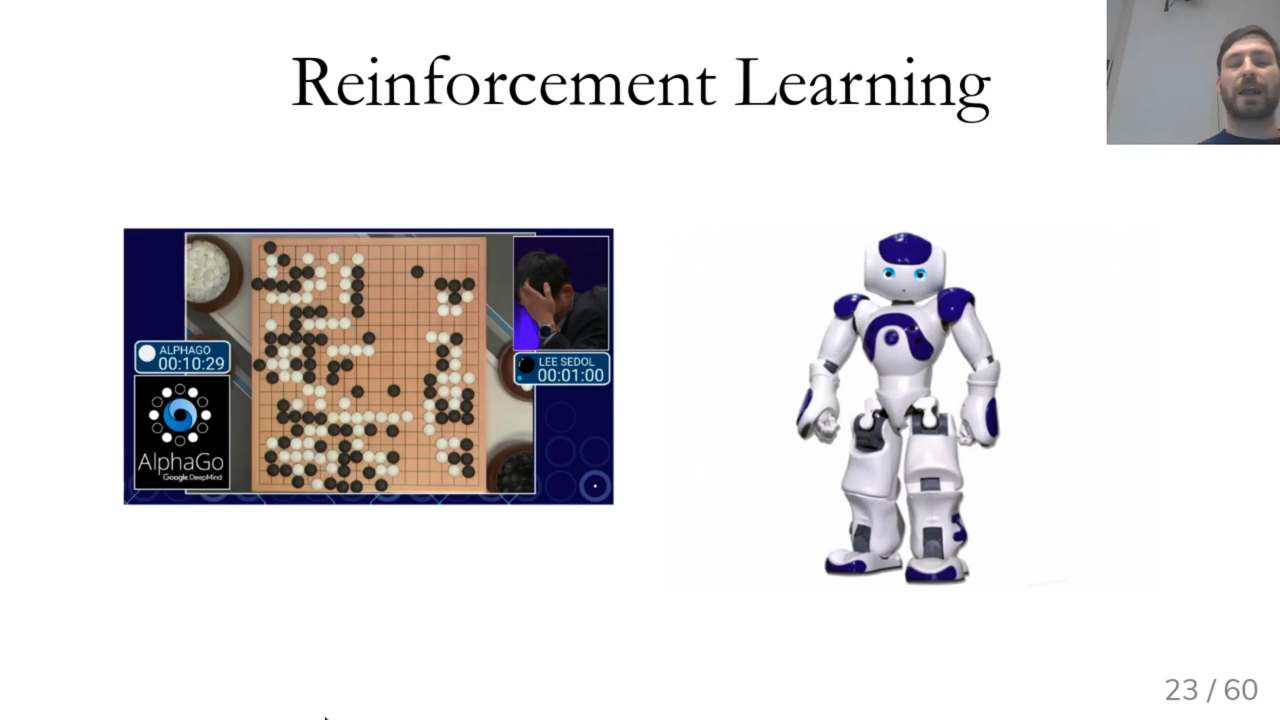 Reinforcement Learning
ALPHAGO
00:10:29
LEE SEDOL
00:01:00
AlphaGo
Google DeepMind
23 / 60